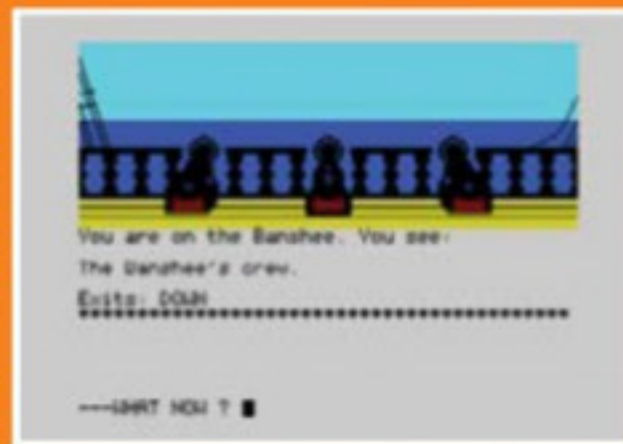 You are on the Banshee. You see:
The Banshee's crew.
Exits: DOWN
****************************************
---WHAT NOW ?